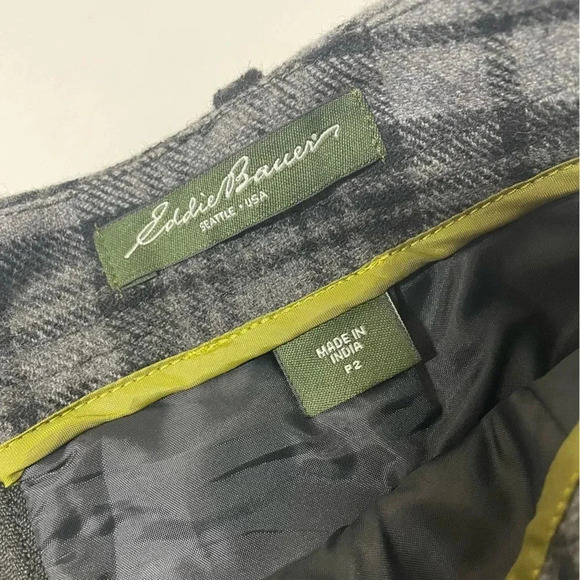 Eddie Bauer
SEATTLE • USA
MADE IN
INDIA
P2